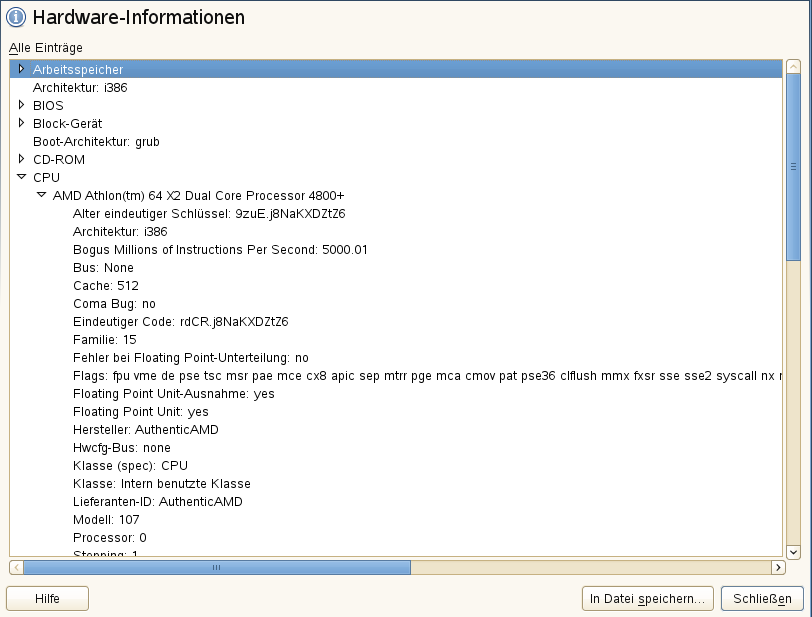 Hardware-Informationen
Alle Einträge
Arbeitsspeicher
Architektur: i386
BIOS
Block-Gerät
Boot-Architektur: grub
CD-ROM
CPU
AMD Athlon(tm) 64 X2 Dual Core Processor 4800+
Alter eindeutiger Schlüssel: 9zuE.j8NaKXDZtZ6
Architektur: i386
Bogus Millions of Instructions Per Second: 5000.01
Bus: None
Cache: 512
Coma Bug: no
Eindeutiger Code: rdCR.j8NaKXDZtZ6
Familie: 15
Fehler bei Floating Point-Unterteilung: no
Flags: fpu vme de pse tsc msr pae mce cx8 apic sep mtrr pge mca cmov pat pse36 clflush mmx fxsr sse sse2 syscall nx
Floating Point Unit-Ausnahme: yes
Floating Point Unit: yes
Hersteller: AuthenticAMD
Hwcfg-Bus: none
Klasse (spec): CPU
Klasse: Intern benutzte Klasse
Lieferanten-ID: AuthenticAMD
Modell: 107
Processor: 0
Stepping: 1
Hilfe
In Datei speichern...
Schließen